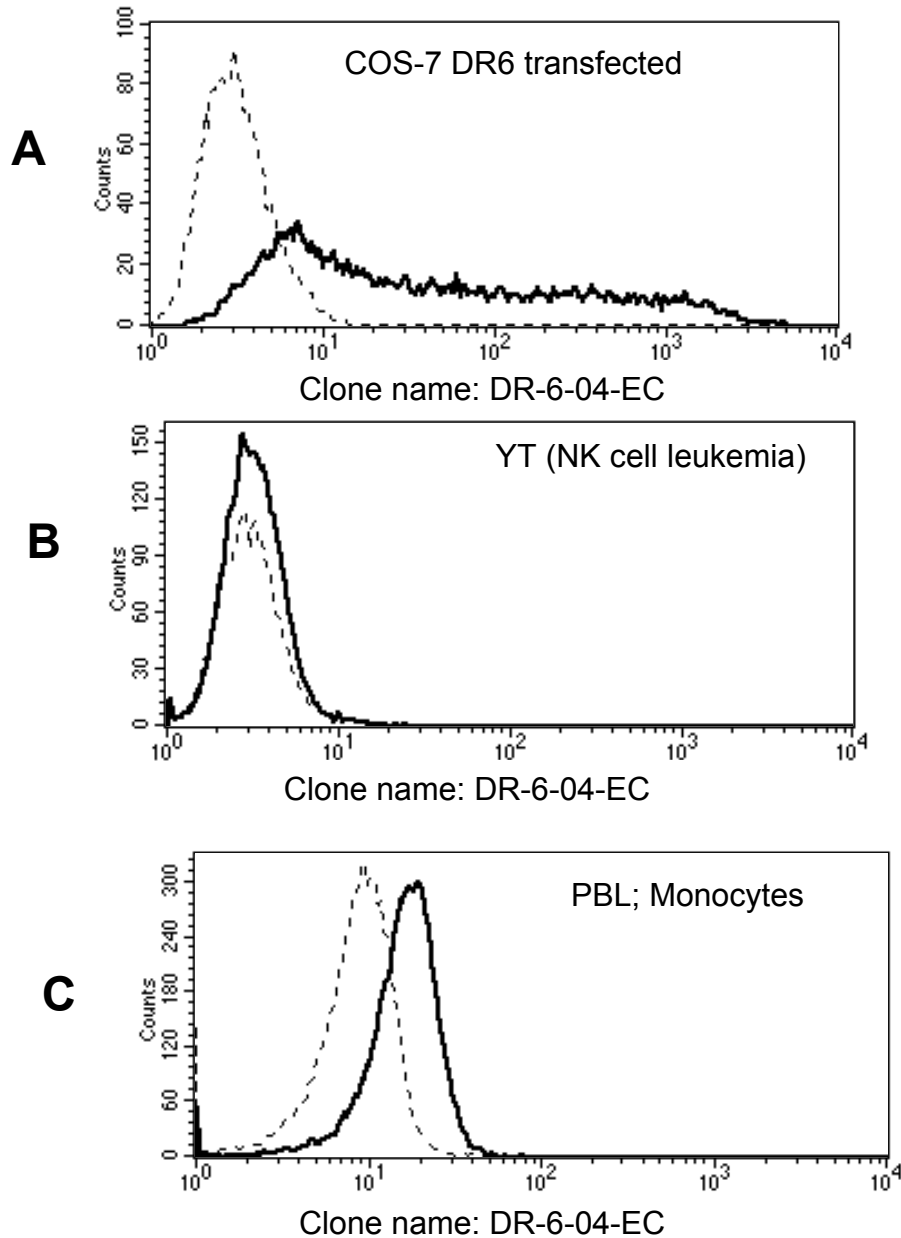 A
COS-7 DR6 transfected
Counts
100
80
60
40
20
0
10^0 10^1 10^2 10^3 10^4
Clone name: DR-6-04-EC
B
YT (NK cell leukemia)
Counts
150
120
90
60
30
0
10^0 10^1 10^2 10^3 10^4
Clone name: DR-6-04-EC
C
PBL; Monocytes
Counts
300
240
180
120
60
0
10^0 10^1 10^2 10^3 10^4
Clone name: DR-6-04-EC